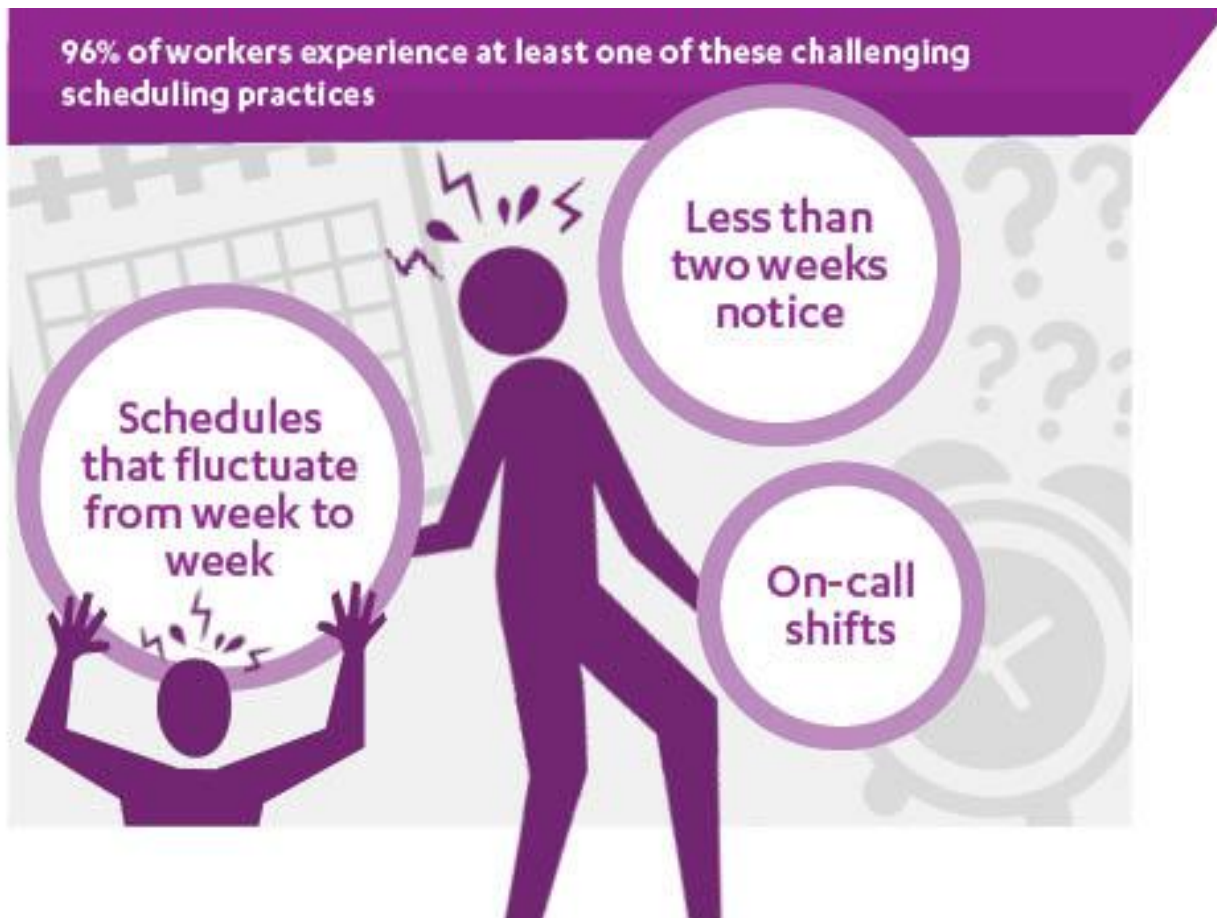 96% of workers experience at least one of these challenging
scheduling practices
Less than
two weeks
notice
Schedules
that fluctuate
from week to
week
On-call
shifts